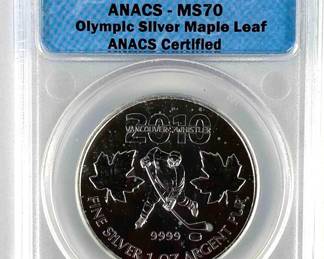 ANACS - MS70
Olympic Silver Maple Leaf
ANACS Certified
2010
VANCOUVER WHISTLER
9999
FINE SILVER 1 OZ ARGENT PUR